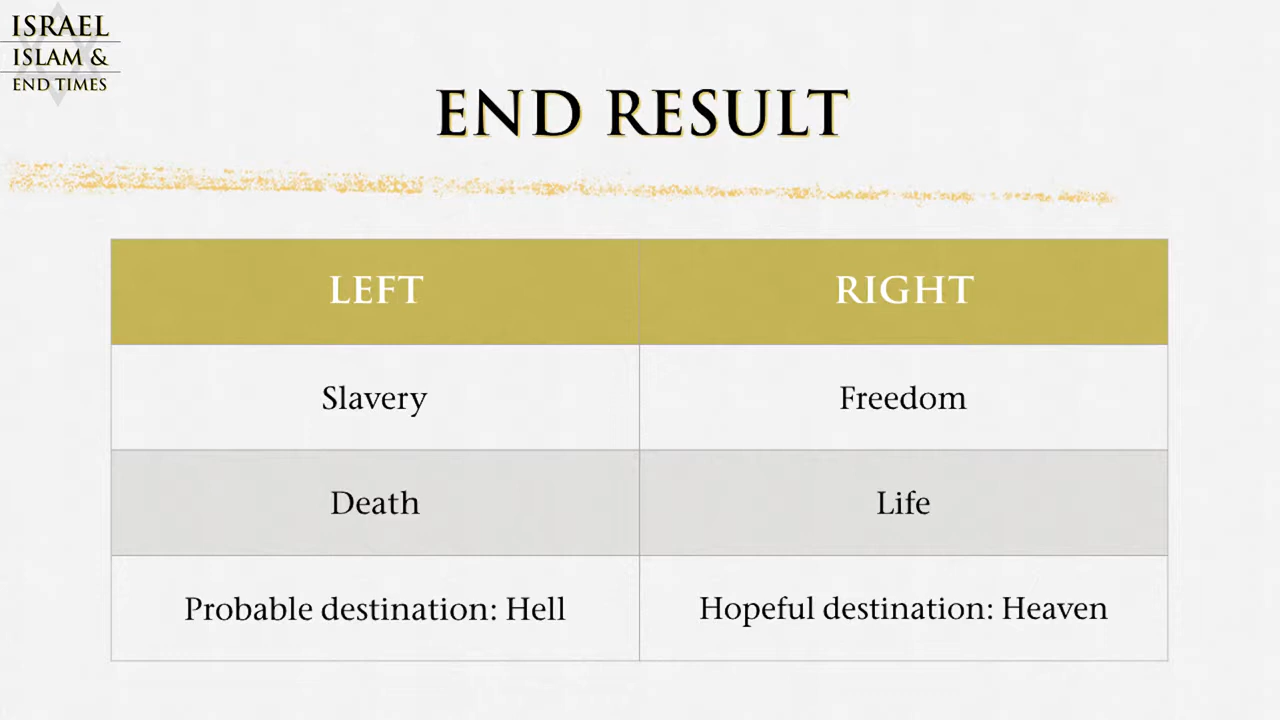 ISRAEL
ISLAM &
END TIMES
END RESULT
LEFT RIGHT
Slavery Freedom
Death Life
Probable destination: Hell Hopeful destination: Heaven